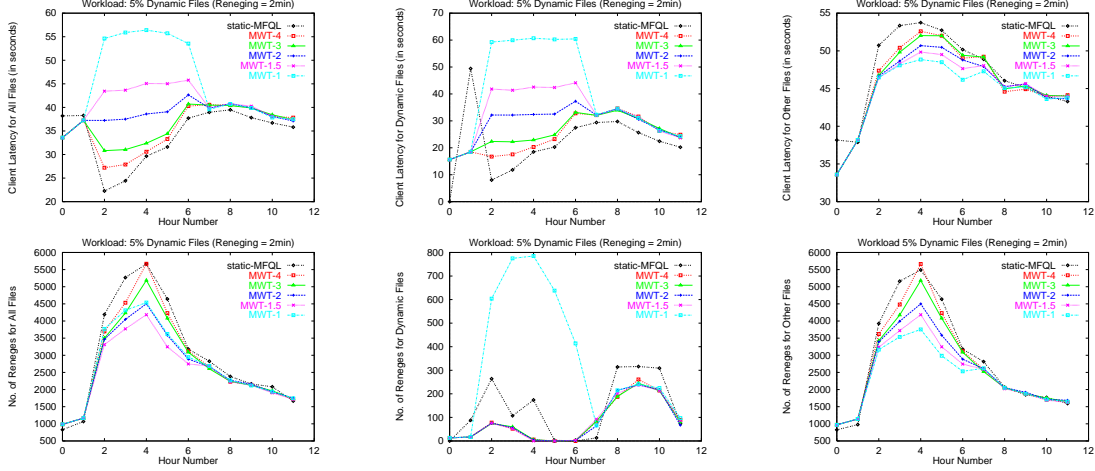 Workload: 5% Dynamic Files (Reneging = 2min)
Client Latency for All Files (in seconds)
60
55
50
45
40
35
30
25
20
0 2 4 6 8 10 12
Hour Number
static-MFQL
MWT-4
MWT-3
MWT-2
MWT-1.5
MWT-1
Workload: 5% Dynamic Files (Reneging = 2min)
Client Latency for Dynamic Files (in seconds)
70
60
50
40
30
20
10
0
0 2 4 6 8 10 12
Hour Number
static-MFQL
MWT-4
MWT-3
MWT-2
MWT-1.5
MWT-1
Workload: 5% Dynamic Files (Reneging = 2min)
Client Latency for Other Files (in seconds)
55
50
45
40
35
30
0 2 4 6 8 10 12
Hour Number
static-MFQL
MWT-4
MWT-3
MWT-2
MWT-1.5
MWT-1
Workload: 5% Dynamic Files (Reneging = 2min)
No. of Reneges for All Files
6000
5500
5000
4500
4000
3500
3000
2500
2000
1500
1000
500
0 2 4 6 8 10 12
Hour Number
static-MFQL
MWT-4
MWT-3
MWT-2
MWT-1.5
MWT-1
Workload: 5% Dynamic Files (Reneging = 2min)
No. of Reneges for Dynamic Files
800
700
600
500
400
300
200
100
0
0 2 4 6 8 10 12
Hour Number
static-MFQL
MWT-4
MWT-3
MWT-2
MWT-1.5
MWT-1
Workload 5% Dynamic Files (Reneging = 2min)
No. of Reneges for Other Files
6000
5500
5000
4500
4000
3500
3000
2500
2000
1500
1000
500
0 2 4 6 8 10 12
Hour Number
static-MFQL
MWT-4
MWT-3
MWT-2
MWT-1.5
MWT-1